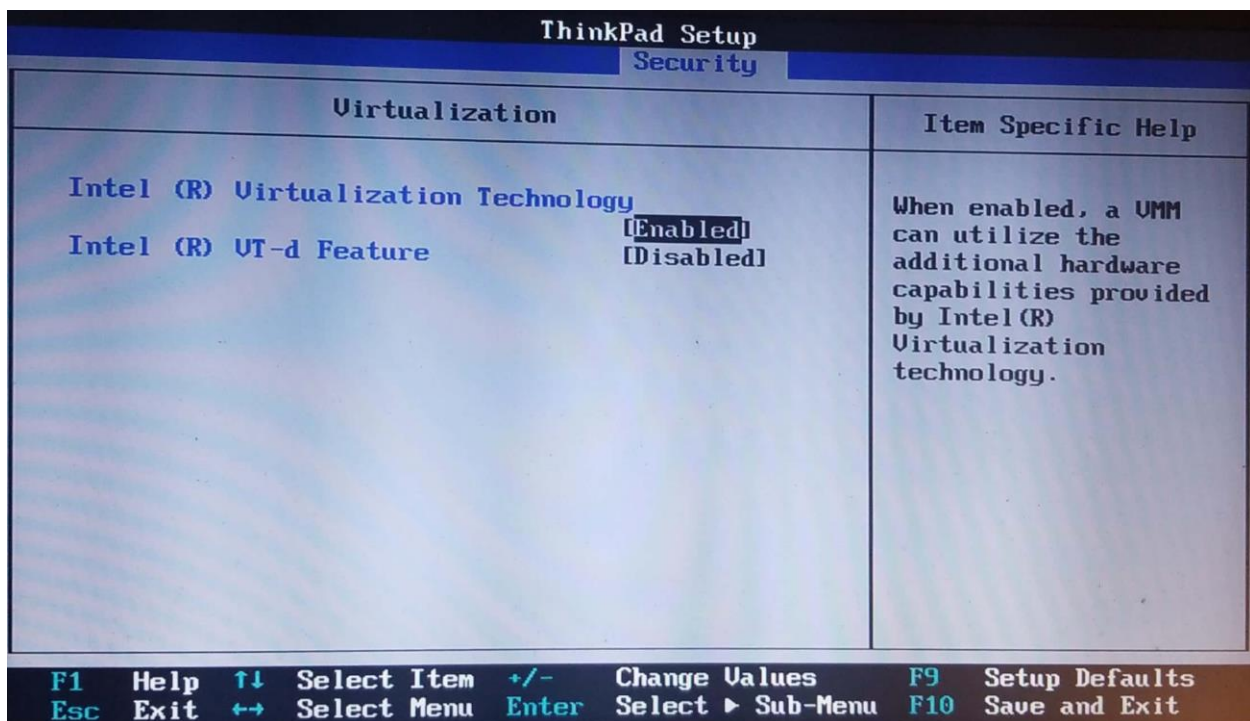 ThinkPad Setup
Security
Virtualization
Intel (R) Virtualization Technology
[Enabled]
Intel (R) VT-d Feature [Disabled]
Item Specific Help
When enabled, a VMM
can utilize the
additional hardware
capabilities provided
by Intel(R)
Virtualization
technology.
F1 Help ↑↓ Select Item +/- Change Values F9 Setup Defaults
Esc Exit ←→ Select Menu Enter Select ▶ Sub-Menu F10 Save and Exit